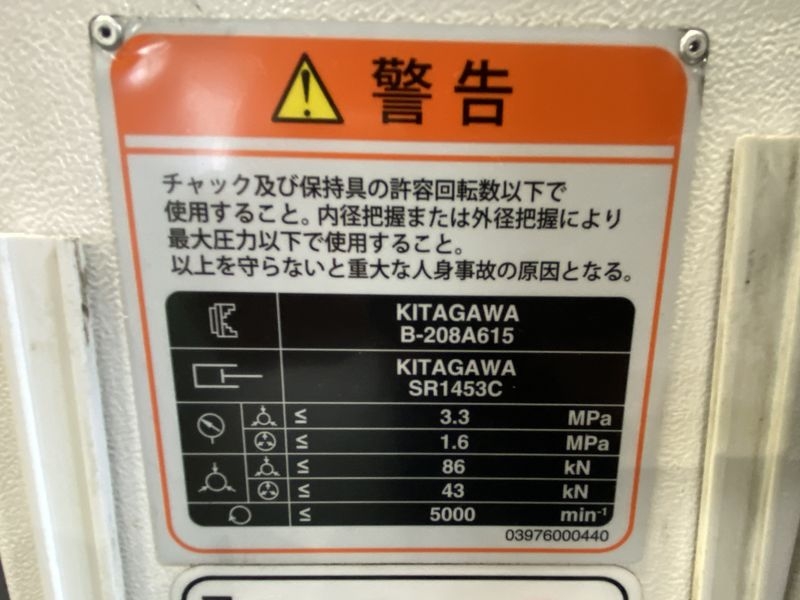 警告
チャック及び保持具の許容回転数以下で
使用すること。内径把握または外径把握により
最大圧力以下で使用すること。
以上を守らないと重大な人身事故の原因となる。
KITAGAWA
B-208A615
KITAGAWA
SR1453C
≤ 3.3 MPa
≤ 1.6 MPa
≤ 86 kN
≤ 43 kN
≤ 5000 min⁻¹
03976000440